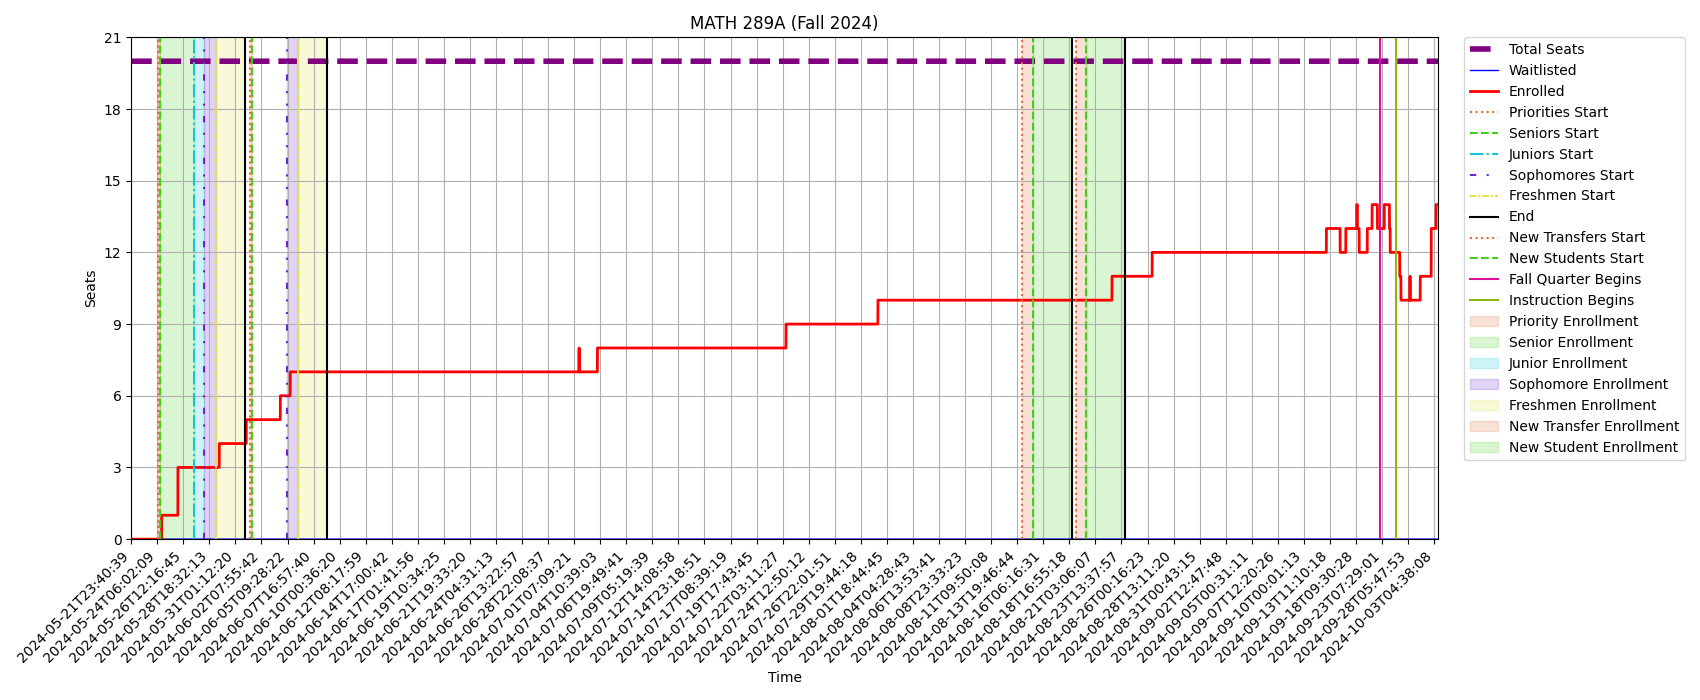 MATH 289A (Fall 2024)
21
18
15
12
9
6
3
0
Seats
2024-05-21T23:40:39
2024-05-24T06:02:09
2024-05-26T12:16:45
2024-05-28T18:32:13
2024-05-31T01:12:20
2024-06-02T07:55:42
2024-06-05T09:28:22
2024-06-07T16:57:40
2024-06-10T00:36:20
2024-06-12T08:17:59
2024-06-14T17:00:42
2024-06-17T01:41:56
2024-06-19T10:34:25
2024-06-21T19:33:20
2024-06-24T04:31:13
2024-06-26T13:22:57
2024-06-28T22:08:37
2024-07-01T07:09:21
2024-07-04T10:39:03
2024-07-06T19:49:41
2024-07-09T05:19:39
2024-07-12T14:08:58
2024-07-14T23:18:51
2024-07-17T08:39:19
2024-07-19T17:43:45
2024-07-22T03:11:27
2024-07-24T12:50:12
2024-07-26T22:01:51
2024-07-29T19:44:18
2024-08-01T18:44:45
2024-08-04T04:28:43
2024-08-06T13:53:41
2024-08-08T23:33:23
2024-08-11T09:50:08
2024-08-13T19:46:44
2024-08-16T06:16:31
2024-08-18T16:55:18
2024-08-21T03:06:07
2024-08-23T13:37:57
2024-08-26T00:16:23
2024-08-28T13:11:20
2024-08-31T00:43:15
2024-09-02T12:47:48
2024-09-05T00:31:11
2024-09-07T12:20:26
2024-09-10T00:01:13
2024-09-13T11:10:18
2024-09-18T09:30:28
2024-09-23T07:29:01
2024-09-28T05:47:53
2024-10-03T04:38:08
Time
Total Seats
Waitlisted
Enrolled
Priorities Start
Seniors Start
Juniors Start
Sophomores Start
Freshmen Start
End
New Transfers Start
New Students Start
Fall Quarter Begins
Instruction Begins
Priority Enrollment
Senior Enrollment
Junior Enrollment
Sophomore Enrollment
Freshmen Enrollment
New Transfer Enrollment
New Student Enrollment